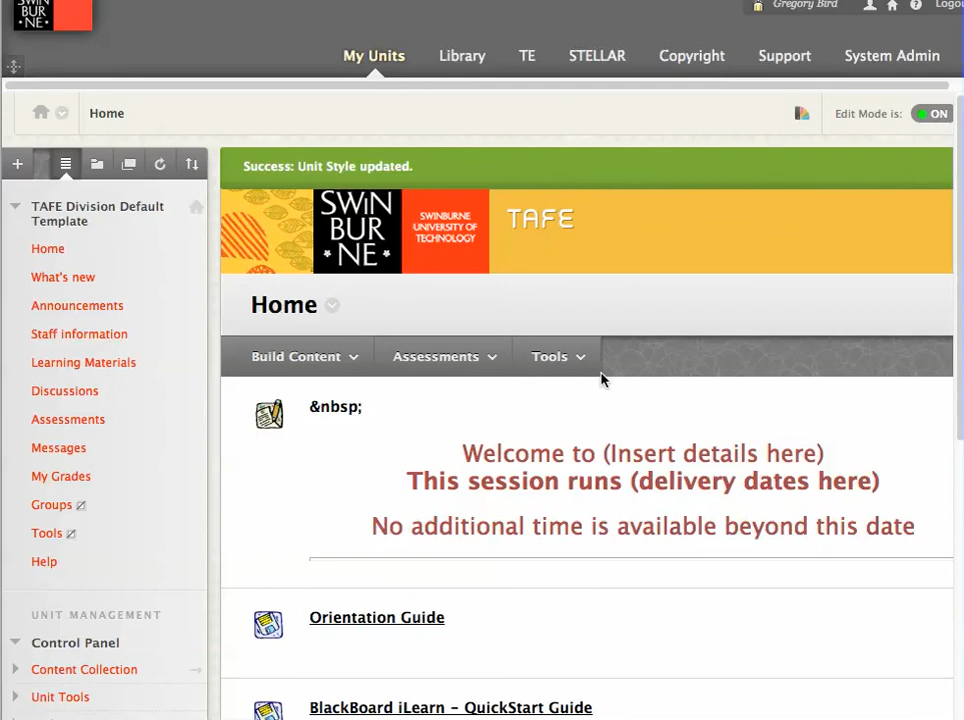 BUR
NE
Gregory Bird
My Units
Library
TE
STELLAR
Copyright
Support
System Admin
Home
Edit Mode is:
ON
TAFE Division Default
Template
Home
What's new
Announcements
Staff information
Learning Materials
Discussions
Assessments
Messages
My Grades
Groups
Tools
Help
UNIT MANAGEMENT
Control Panel
Content Collection
Unit Tools
Success: Unit Style updated.
SWIN
BUR
NE
SWINBURNE
UNIVERSITY OF
TECHNOLOGY
TAFE
Home
Build Content
Assessments
Tools
&nbsp;
Welcome to (Insert details here)
This session runs (delivery dates here)
No additional time is available beyond this date
Orientation Guide
BlackBoard iLearn - QuickStart Guide